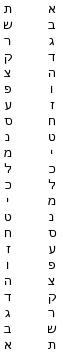 א ת
ב ש
ג ר
ד ק
ה צ
ו פ
ז ע
ח ס
ט נ
י מ
כ ל
ל כ
מ י
נ ט
ס ח
ע ז
פ ו
צ ה
ק ד
ר ג
ש ב
ת א